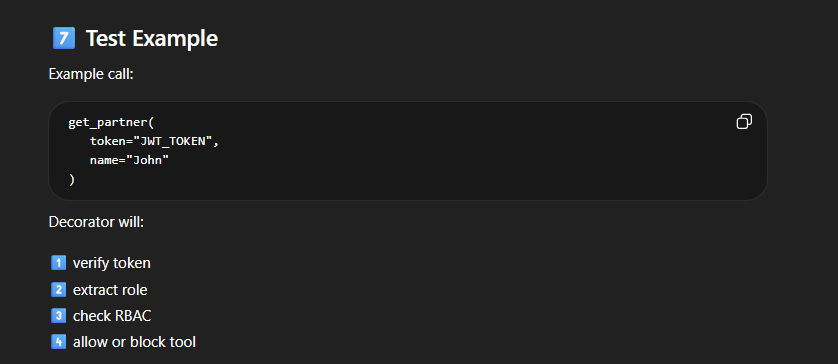 7 Test Example
Example call:
get_partner(
   token="JWT_TOKEN",
   name="John"
)
Decorator will:
1 verify token
2 extract role
3 check RBAC
4 allow or block tool